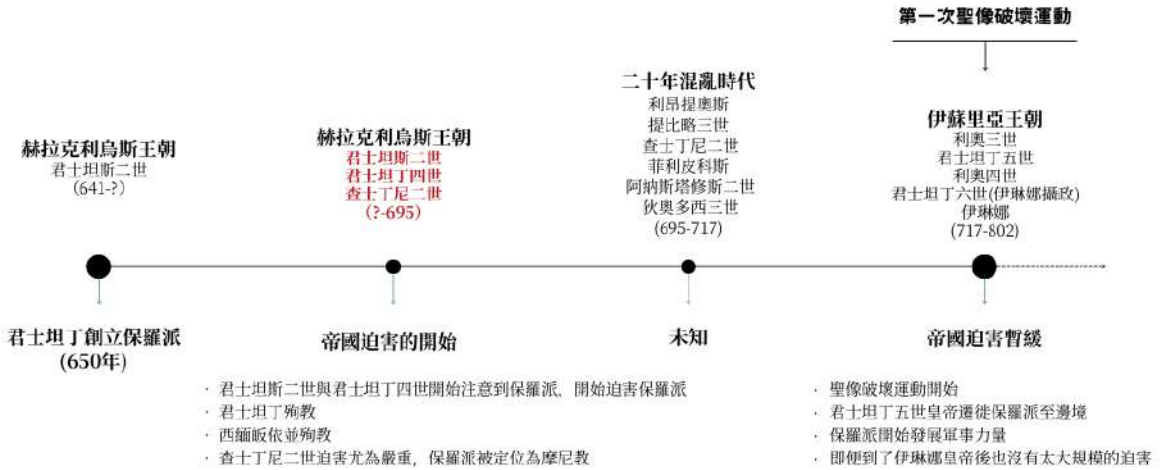 第一次聖像破壞運動
赫拉克利烏斯王朝
君士坦斯二世
(641-?)
赫拉克利烏斯王朝
君士坦斯二世
君士坦丁四世
查士丁尼二世
(?-695)
二十年混亂時代
利昂提奧斯
提比略三世
查士丁尼二世
菲利皮科斯
阿納斯塔修斯二世
狄奧多西三世
(695-717)
伊蘇里亞王朝
利奧三世
君士坦丁五世
利奧四世
君士坦丁六世(伊琳娜攝政)
伊琳娜
(717-802)
君士坦丁創立保羅派
(650年)
帝國迫害的開始
· 君士坦斯二世與君士坦丁四世開始注意到保羅派，開始迫害保羅派
· 君士坦丁殉教
· 西緬皈依並殉教
· 查士丁尼二世迫害尤為嚴重，保羅派被定位為摩尼教
未知
帝國迫害暫緩
· 聖像破壞運動開始
· 君士坦丁五世皇帝遷徙保羅派至邊境
· 保羅派開始發展軍事力量
· 即便到了伊琳娜皇帝後也沒有太大規模的迫害